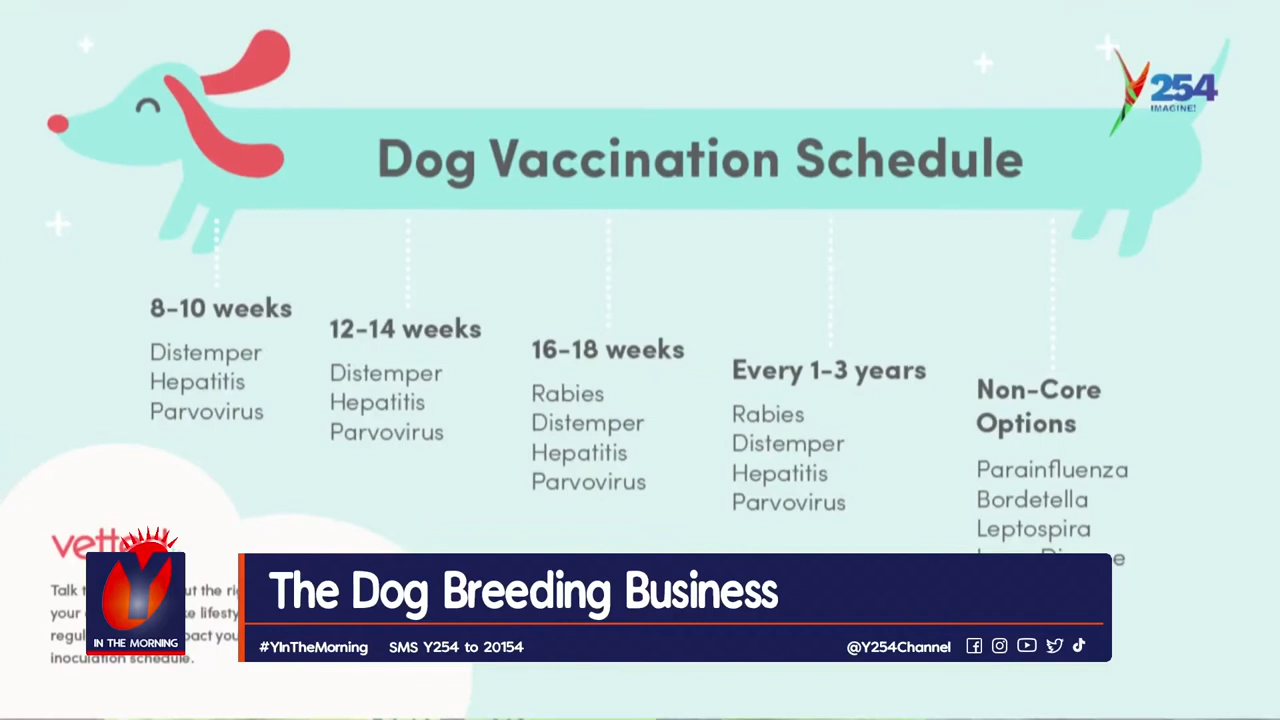 254
IMAGINE!
Dog Vaccination Schedule
8-10 weeks
Distemper
Hepatitis
Parvovirus
12-14 weeks
Distemper
Hepatitis
Parvovirus
16-18 weeks
Rabies
Distemper
Hepatitis
Parvovirus
Every 1-3 years
Rabies
Distemper
Hepatitis
Parvovirus
Non-Core
Options
Parainfluenza
Bordetella
Leptospira
Talk
your
inoculation schedule.
Y
IN THE MORNING
The Dog Breeding Business
#YInTheMorning SMS Y254 to 20154
@Y254Channel